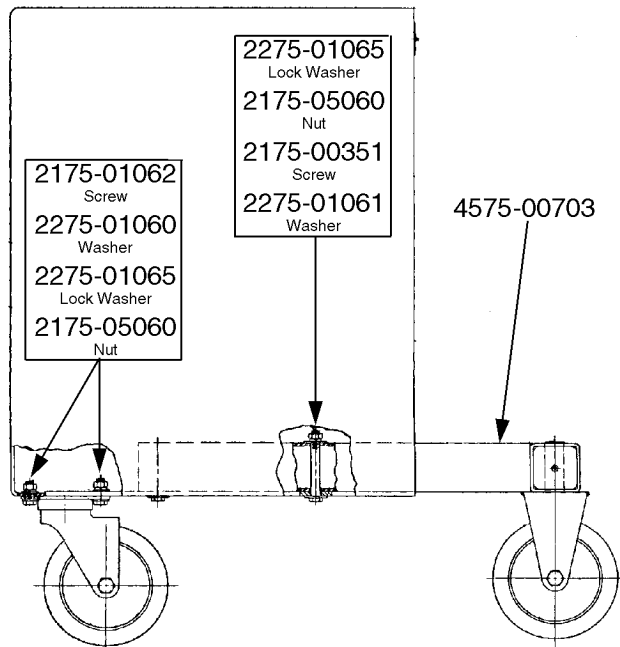 2275-01065
Lock Washer
2175-05060
Nut
2175-00351
Screw
2275-01061
Washer
2175-01062
Screw
2275-01060
Washer
2275-01065
Lock Washer
2175-05060
Nut
4575-00703